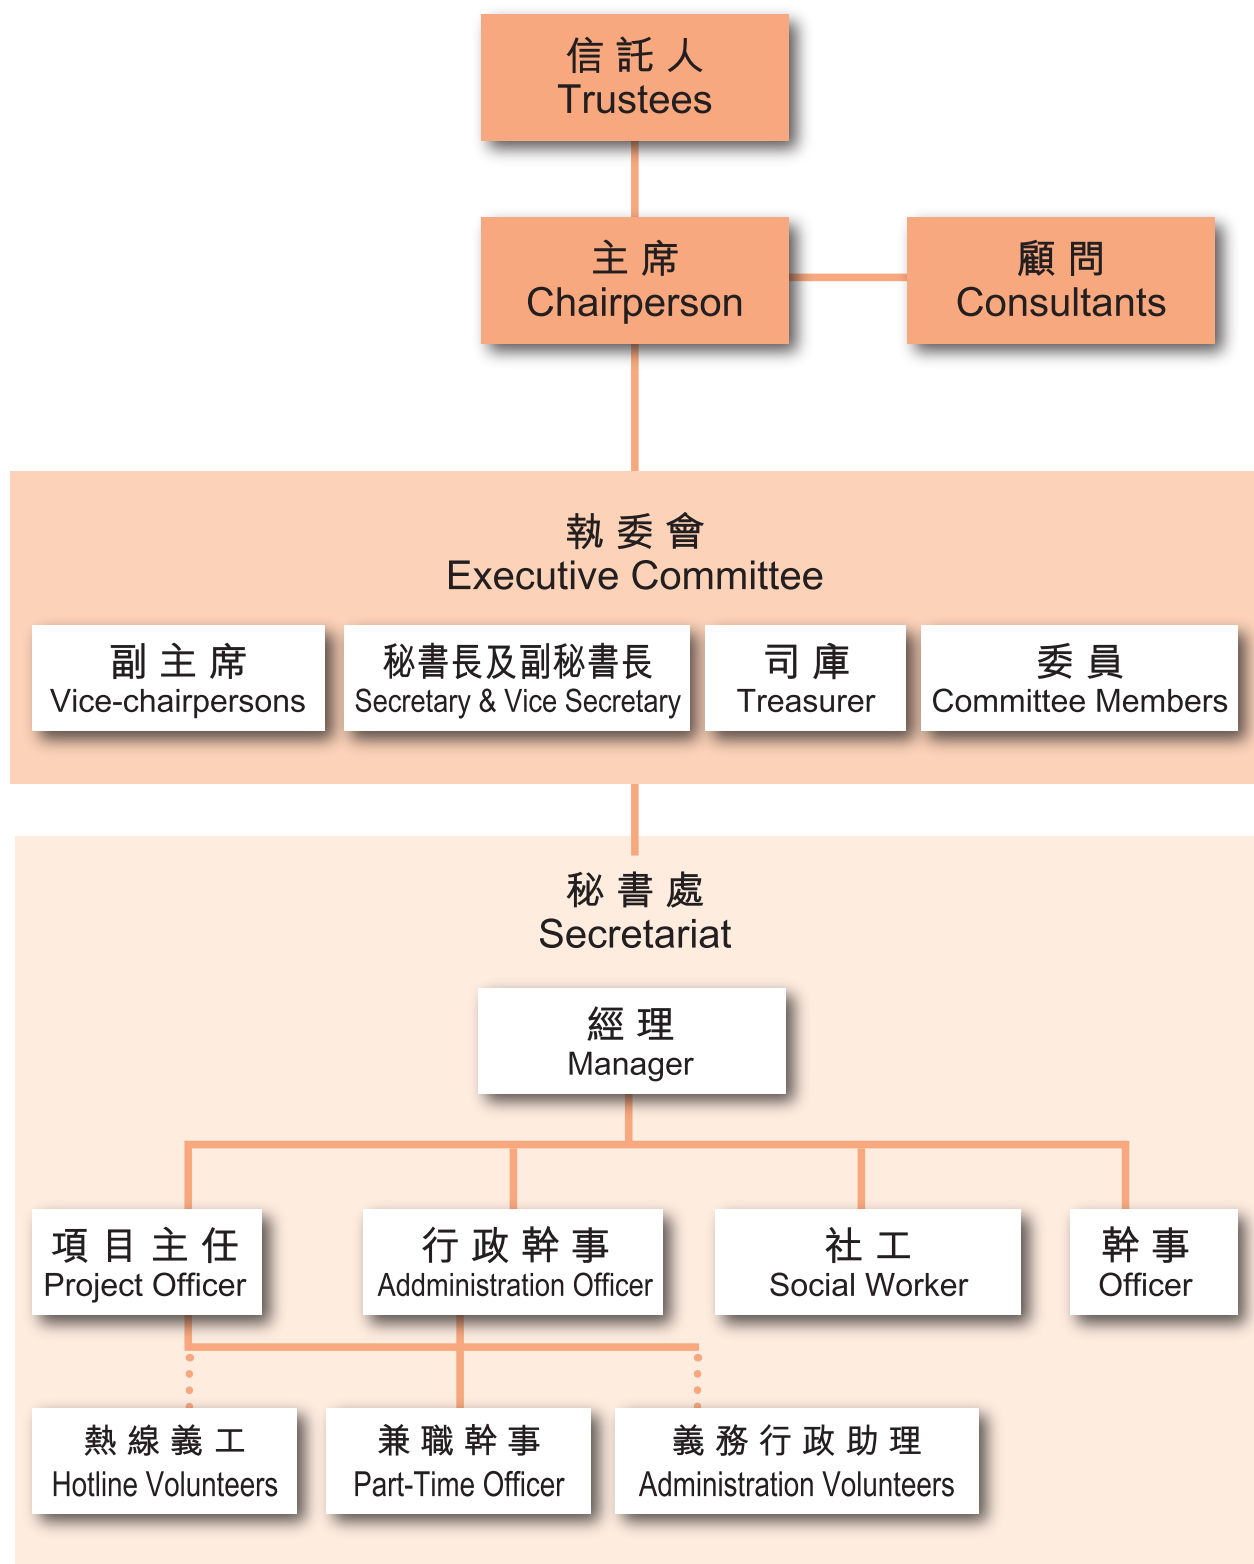 信託人
Trustees
主席
Chairperson
顧問
Consultants
執委會
Executive Committee
副主席
Vice-chairpersons
秘書長及副秘書長
Secretary & Vice Secretary
司庫
Treasurer
委員
Committee Members
秘書處
Secretariat
經理
Manager
項目主任
Project Officer
行政幹事
Addministration Officer
社工
Social Worker
幹事
Officer
熱線義工
Hotline Volunteers
兼職幹事
Part-Time Officer
義務行政助理
Administration Volunteers